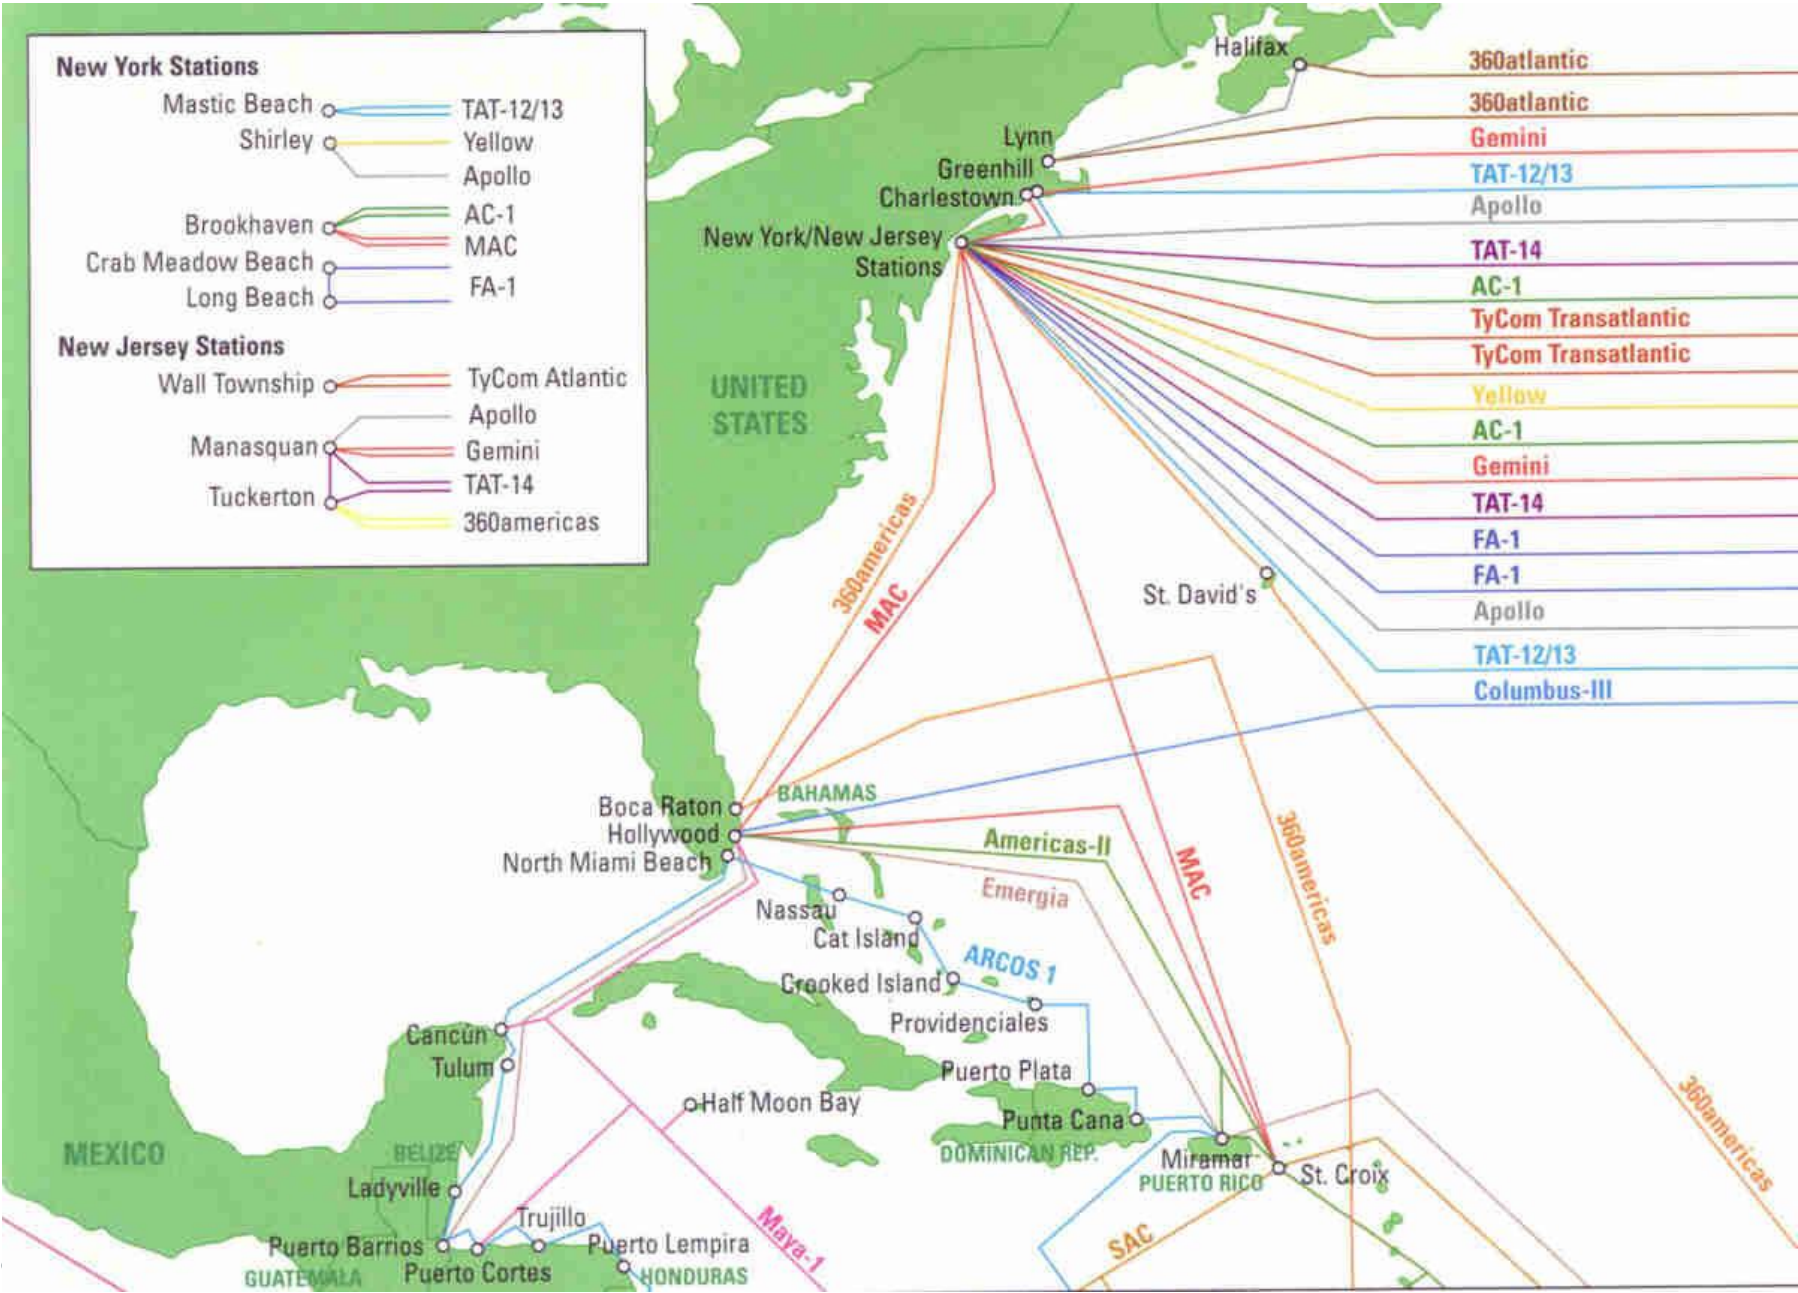 New York Stations
Mastic Beach
TAT-12/13
Shirley
Yellow
Apollo
Brookhaven
AC-1
MAC
Crab Meadow Beach
Long Beach
FA-1
New Jersey Stations
Wall Township
TyCom Atlantic
Apollo
Manasquan
Gemini
Tuckerton
TAT-14
360americas
Halifax
Lynn
Greenhill
Charlestown
New York/New Jersey
Stations
360atlantic
360atlantic
Gemini
TAT-12/13
Apollo
TAT-14
AC-1
TyCom Transatlantic
TyCom Transatlantic
Yellow
AC-1
Gemini
TAT-14
FA-1
FA-1
Apollo
TAT-12/13
Columbus-III
UNITED
STATES
360americas
MAC
St. David's
Boca Raton
Hollywood
North Miami Beach
BAHAMAS
Americas-II
Emergia
MAC
360americas
Nassau
Cat Island
ARCOS 1
Crooked Island
Providenciales
Cancún
Tulum
Half Moon Bay
Puerto Plata
Punta Cana
DOMINICAN REP.
Miramar
PUERTO RICO
St. Croix
360americas
MEXICO
BELIZE
Ladyville
Trujillo
Puerto Barrios
Puerto Lempira
GUATEMALA
Puerto Cortes
HONDURAS
Maya-1
SAC